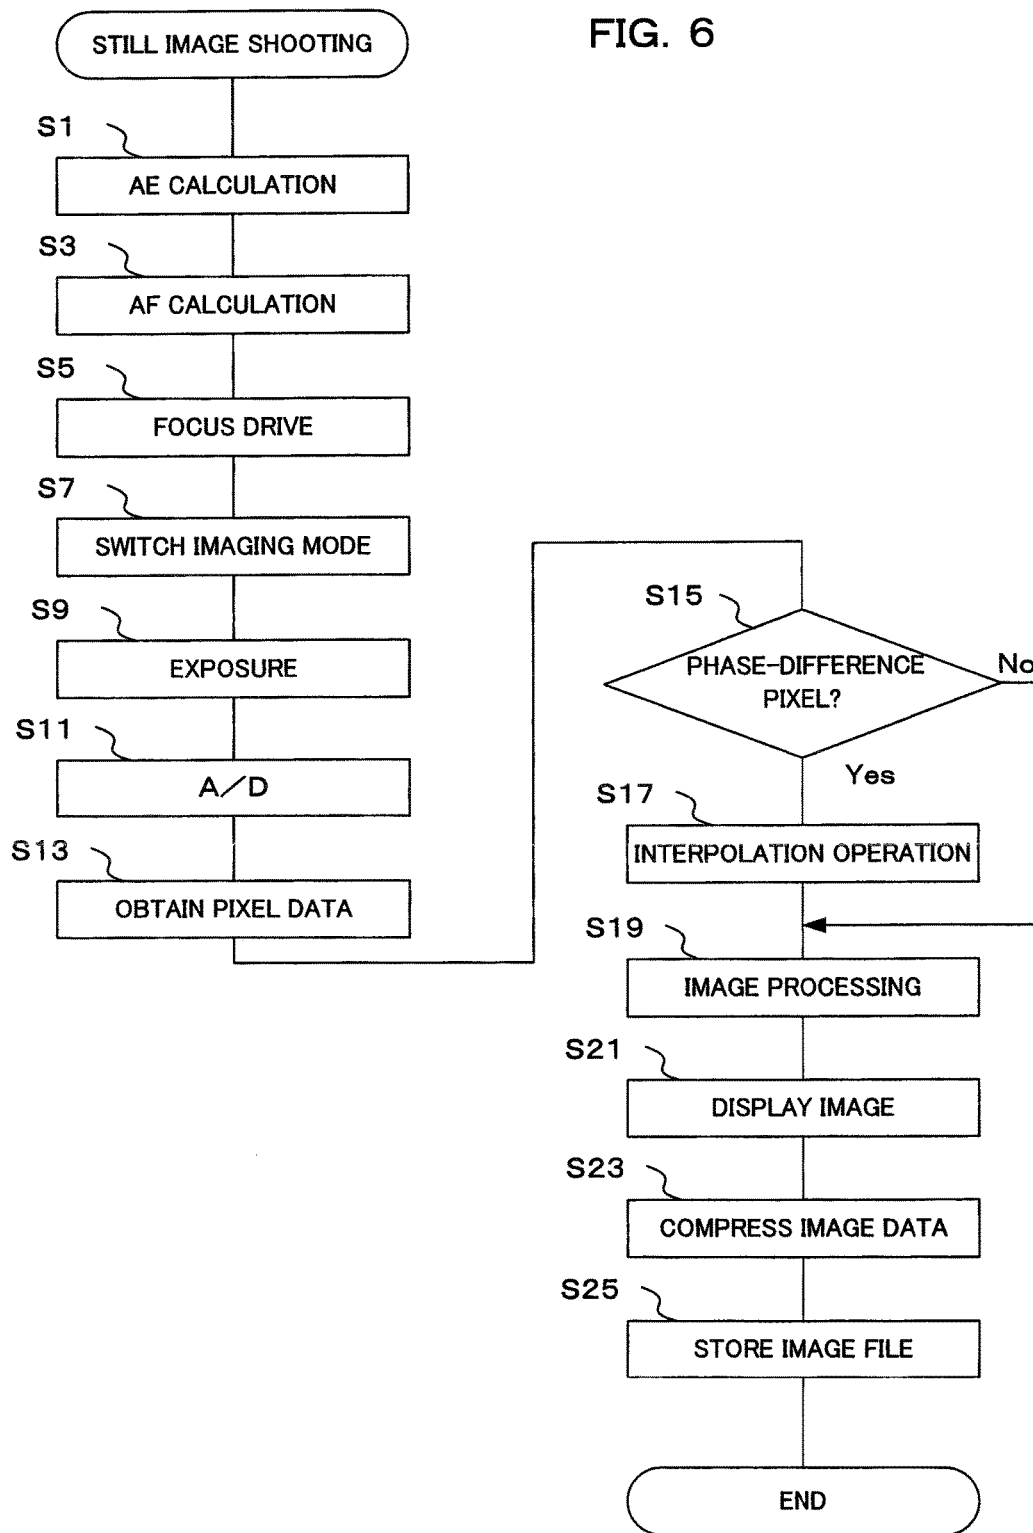 FIG. 6
STILL IMAGE SHOOTING
S1
AE CALCULATION
S3
AF CALCULATION
S5
FOCUS DRIVE
S7
SWITCH IMAGING MODE
S9
EXPOSURE
S11
A/D
S13
OBTAIN PIXEL DATA
S15
PHASE-DIFFERENCE
PIXEL?
No
Yes
S17
INTERPOLATION OPERATION
S19
IMAGE PROCESSING
S21
DISPLAY IMAGE
S23
COMPRESS IMAGE DATA
S25
STORE IMAGE FILE
END